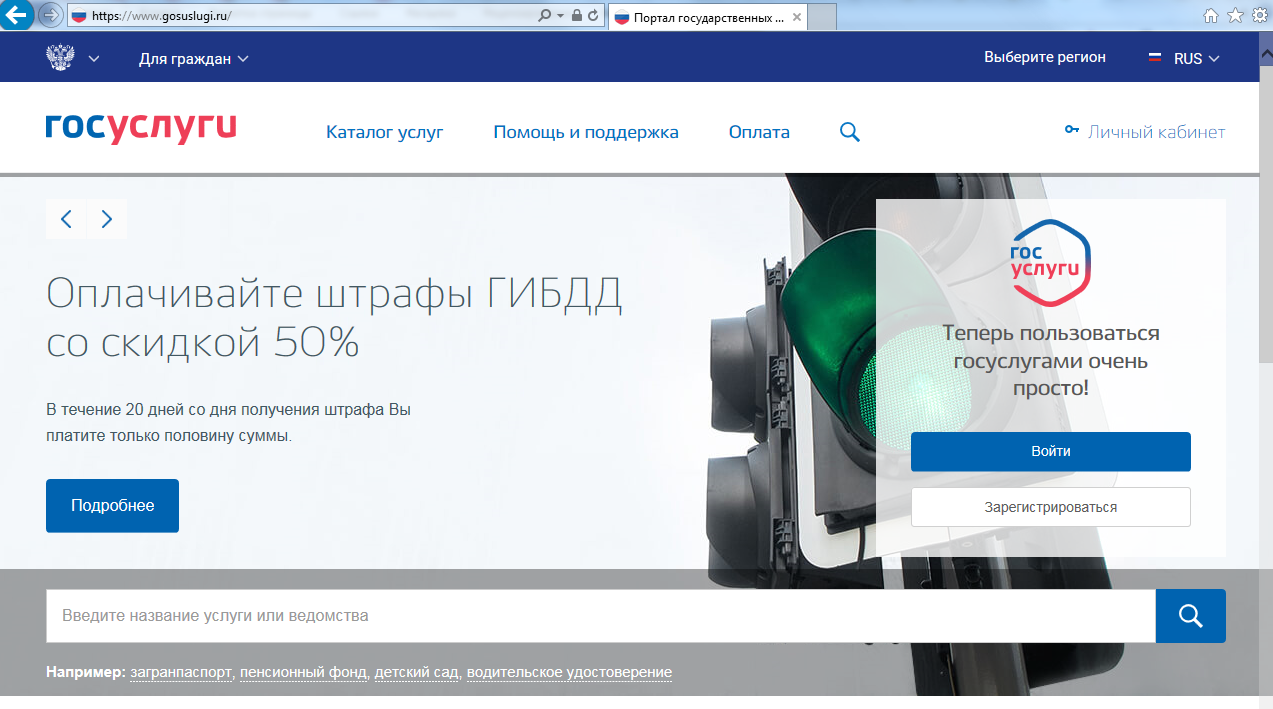 https://www.gosuslugi.ru/
Портал государственных ...
Для граждан
Выберите регион
RUS
госуслуги
Каталог услуг
Помощь и поддержка
Оплата
Личный кабинет
Оплачивайте штрафы ГИБДД
со скидкой 50%
В течение 20 дней со дня получения штрафа Вы
платите только половину суммы.
Подробнее
гос
услуги
Теперь пользоваться
госуслугами очень
просто!
Войти
Зарегистрироваться
Введите название услуги или ведомства
Например: загранпаспорт, пенсионный фонд, детский сад, водительское удостоверение